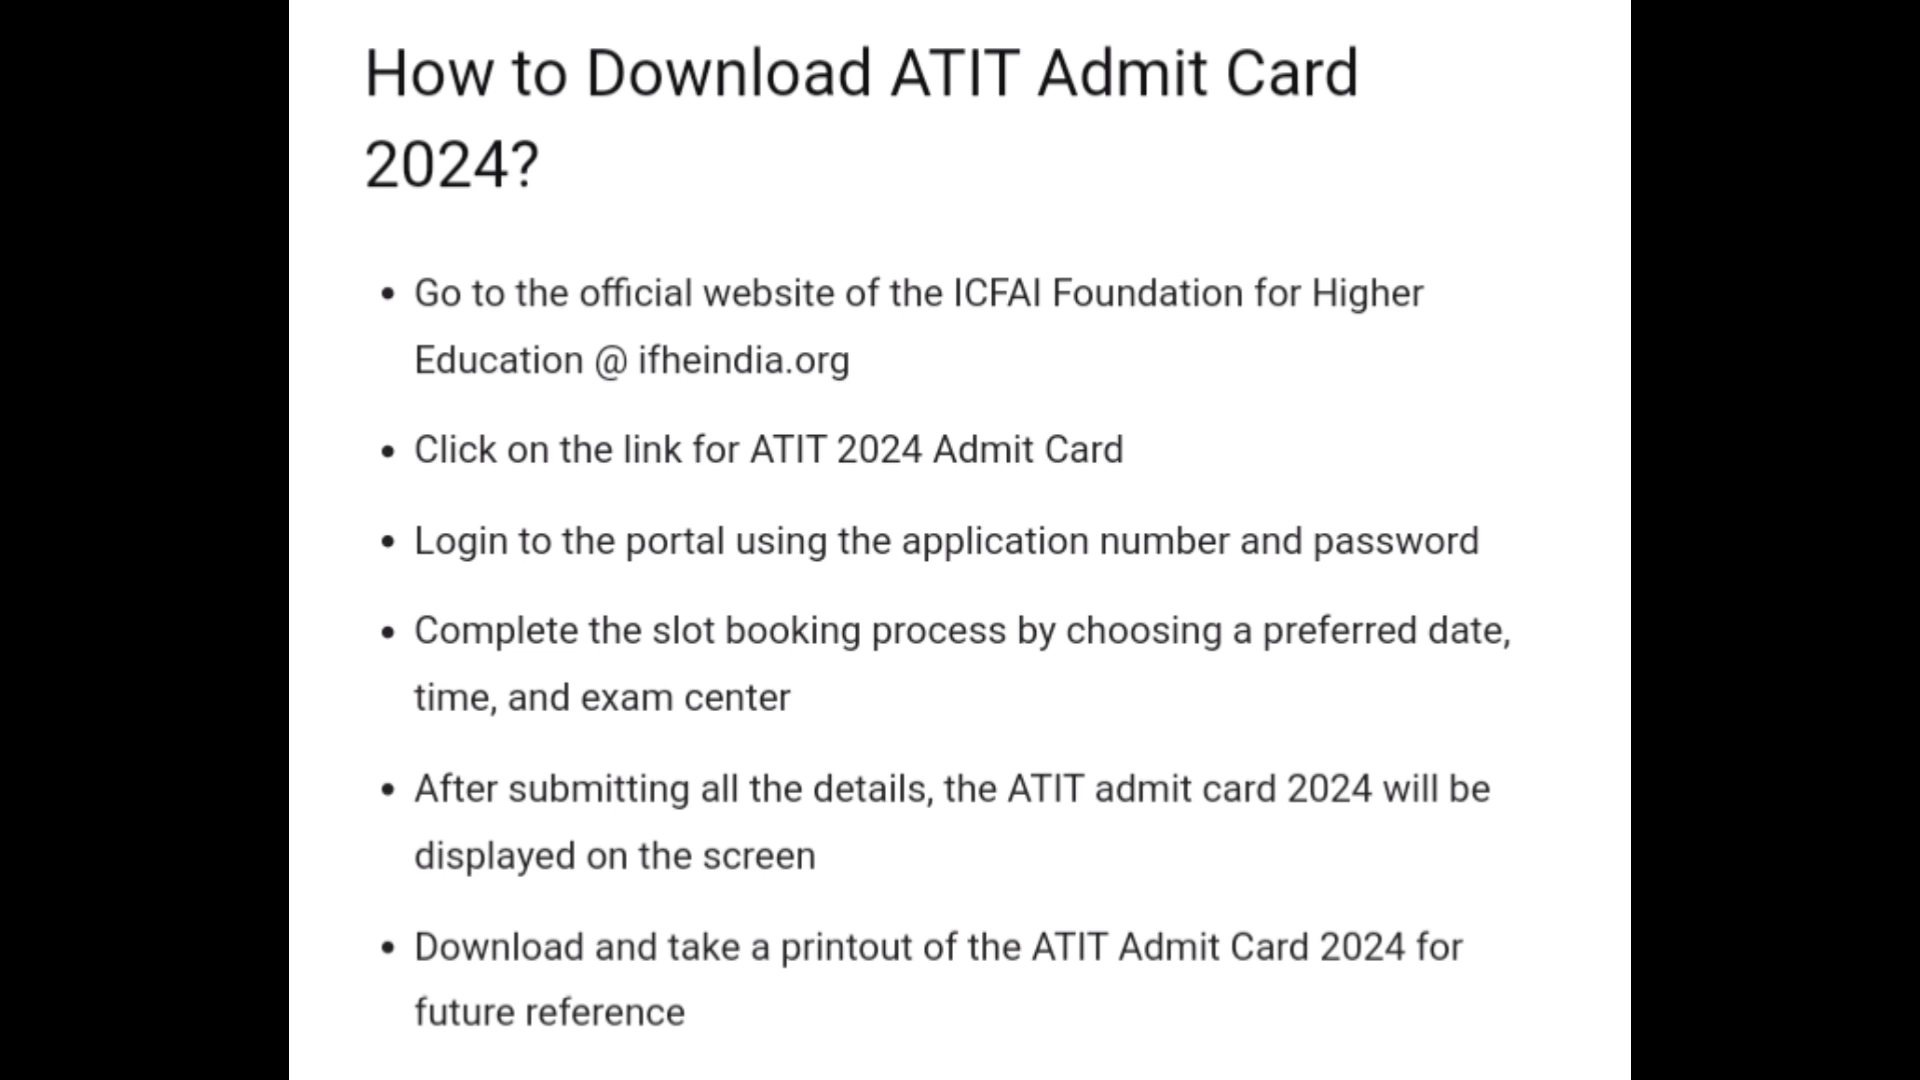 How to Download ATIT Admit Card
2024?
• Go to the official website of the ICFAI Foundation for Higher
Education @ ifheindia.org
• Click on the link for ATIT 2024 Admit Card
• Login to the portal using the application number and password
• Complete the slot booking process by choosing a preferred date,
time, and exam center
• After submitting all the details, the ATIT admit card 2024 will be
displayed on the screen
• Download and take a printout of the ATIT Admit Card 2024 for
future reference